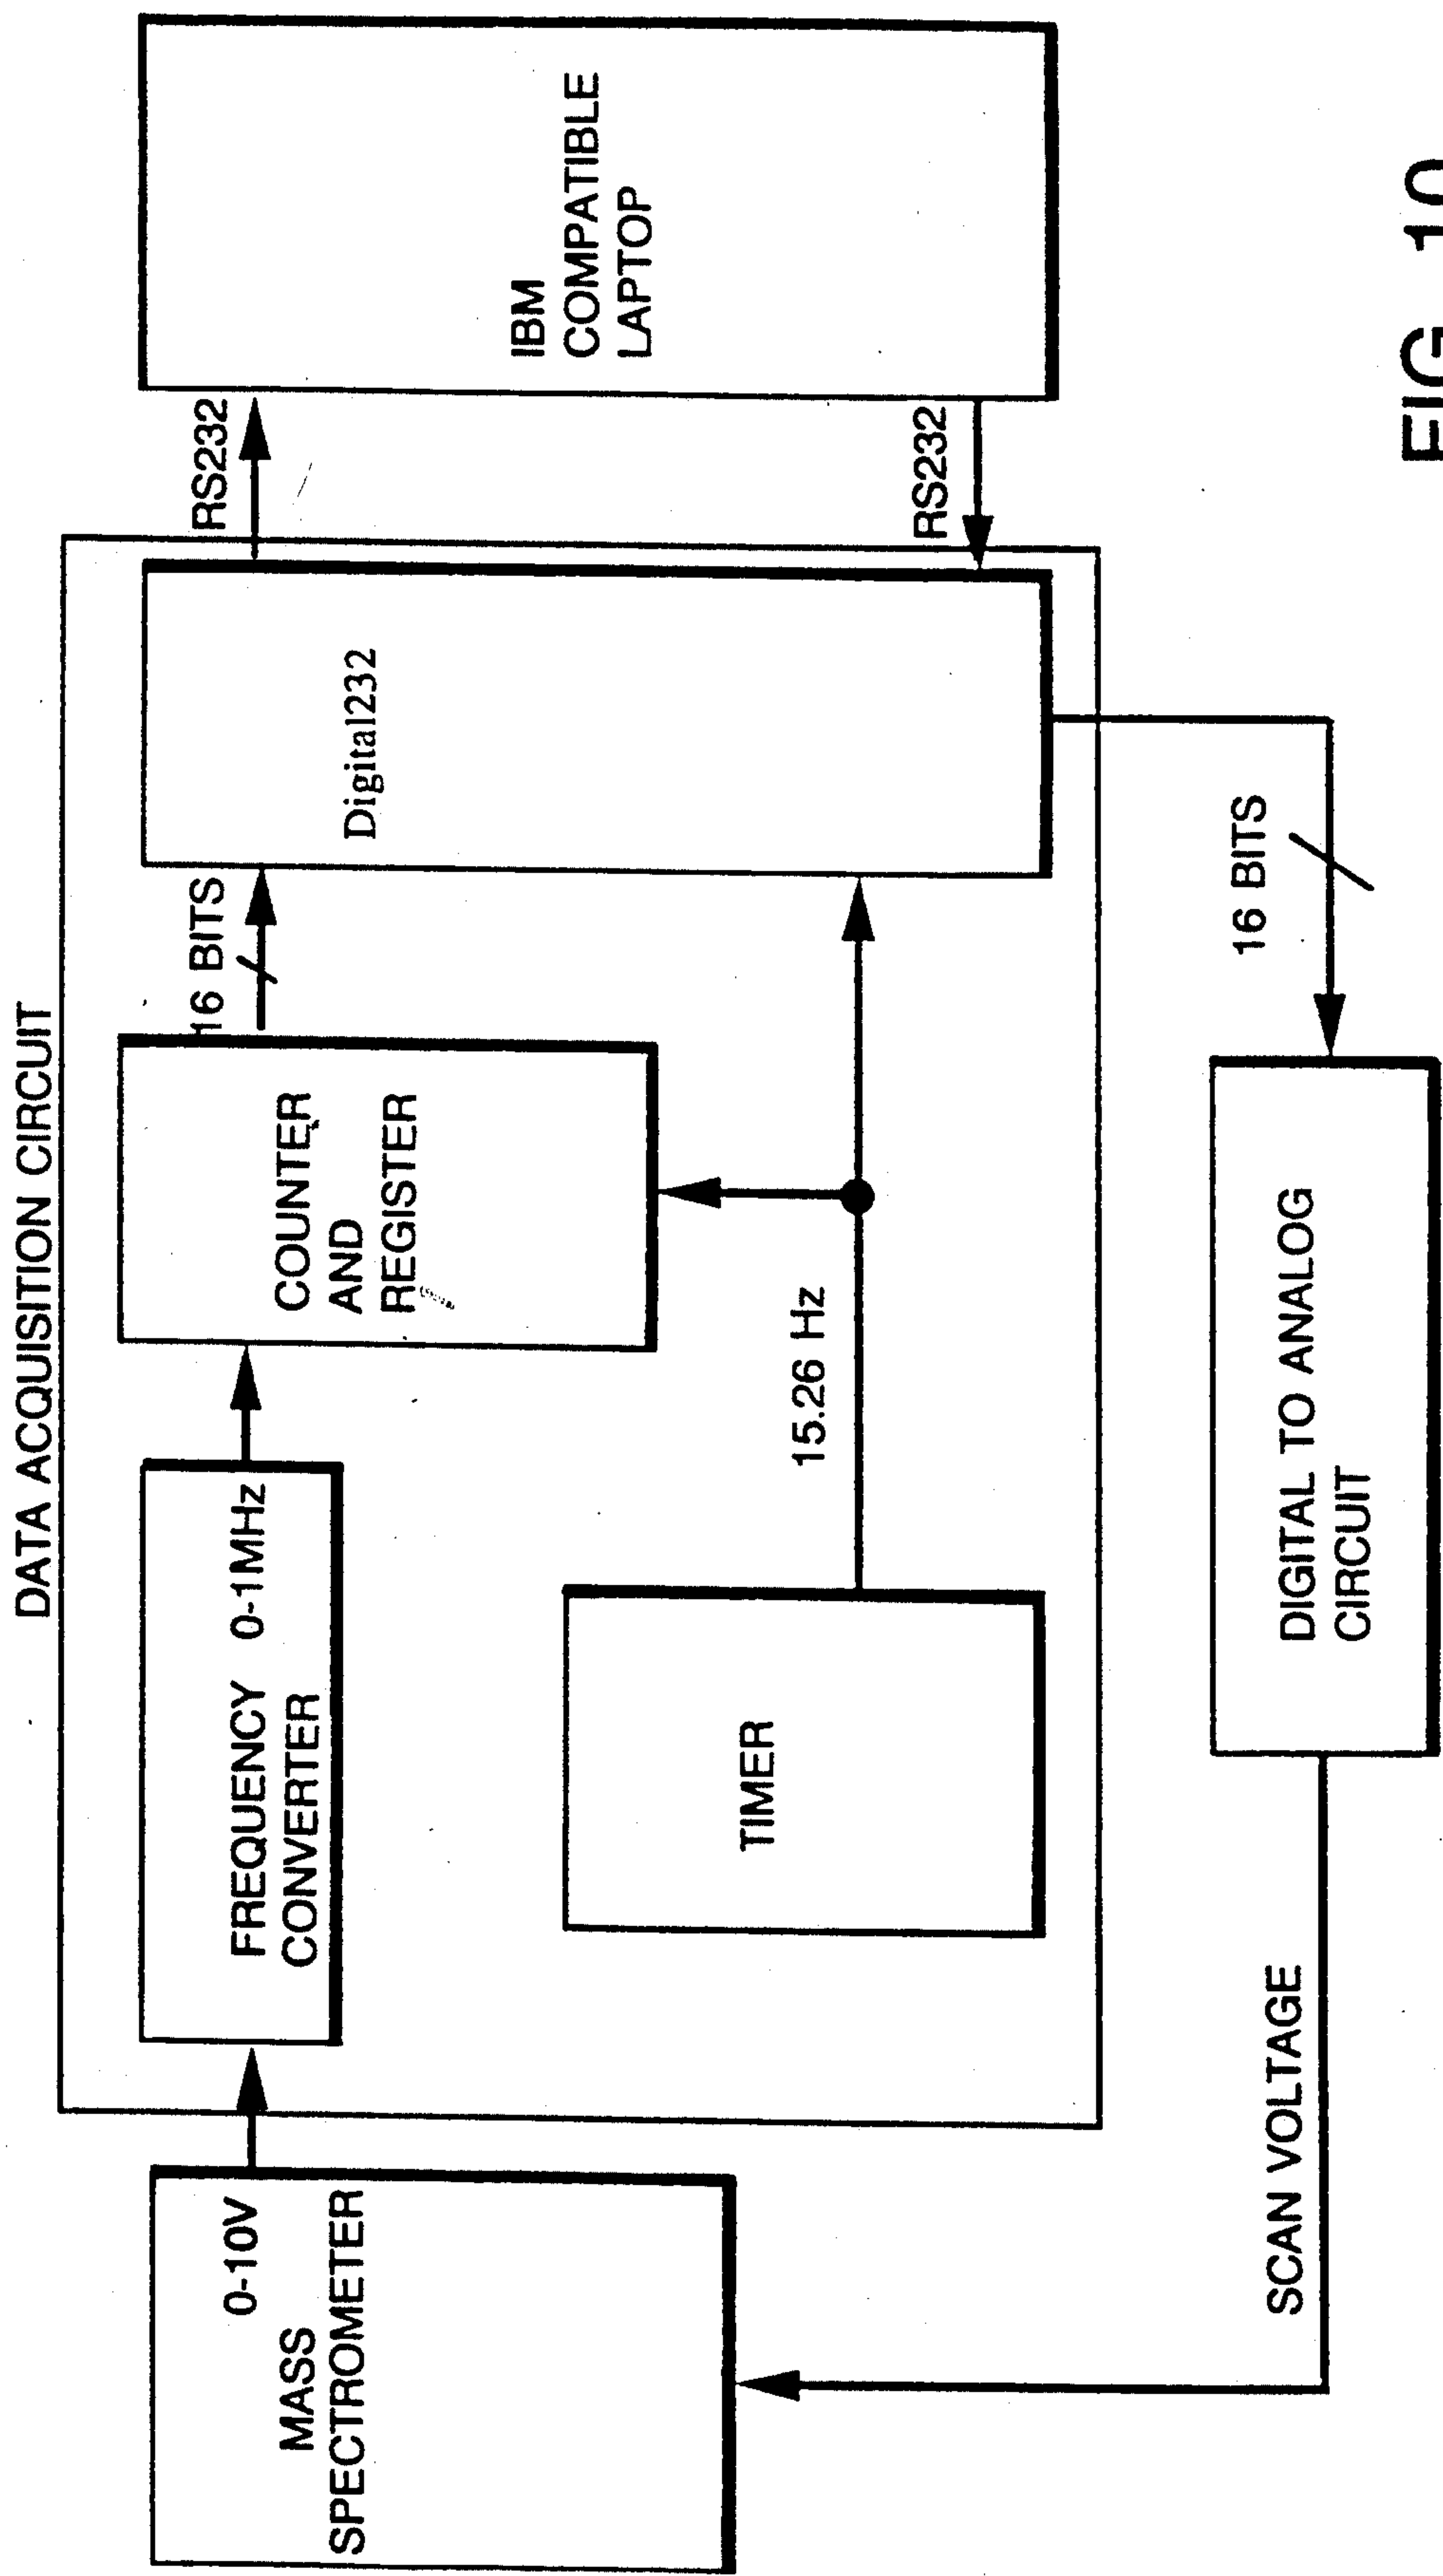 DATA ACQUISITION CIRCUIT
MASS
SPECTROMETER
0-10V
FREQUENCY 0-1MHz
CONVERTER
COUNTER
AND
REGISTER
16 BITS
Digital232
RS232
IBM
COMPATIBLE
LAPTOP
RS232
TIMER
15.26 Hz
SCAN VOLTAGE
DIGITAL TO ANALOG
CIRCUIT
16 BITS
FIG 10